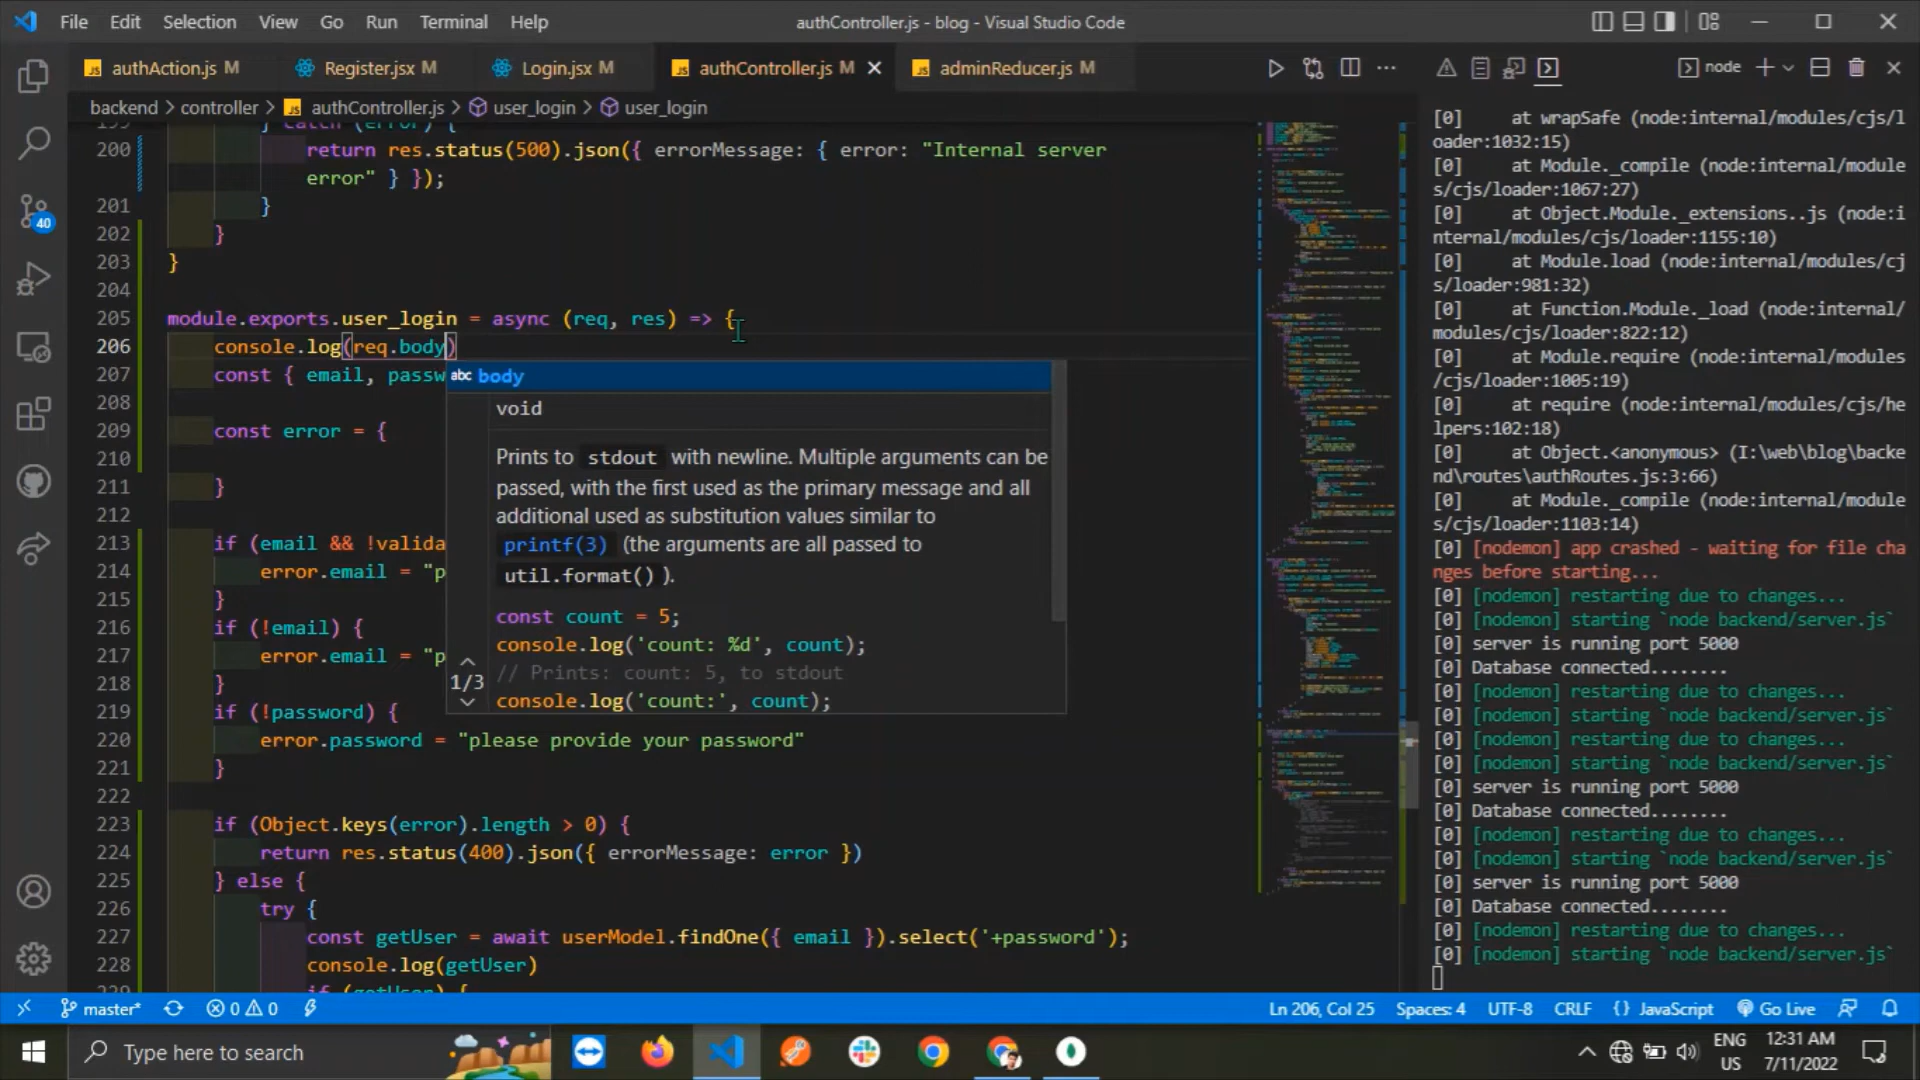 File Edit Selection View Go Run Terminal Help
authController.js - blog - Visual Studio Code
JS authAction.js M
Register.jsx M
Login.jsx M
JS authController.js M
JS adminReducer.js M
node
backend > controller > JS authController.js > user_login > user_login
200 return res.status(500).json({ errorMessage: { error: "Internal server
error" } });
201 }
202 }
203 }
204
205 module.exports.user_login = async (req, res) => {
206 console.log(req.body)
207 const { email, passw
208
209 const error = {
210
211 }
212
213 if (email && !valida
214 error.email = "p
215 }
216 if (!email) {
217 error.email = "p
218 }
219 if (!password) {
220 error.password = "please provide your password"
221 }
222
223 if (Object.keys(error).length > 0) {
224 return res.status(400).json({ errorMessage: error })
225 } else {
226 try {
227 const getUser = await userModel.findOne({ email }).select('+password');
228 console.log(getUser)
abc body
void
Prints to stdout with newline. Multiple arguments can be
passed, with the first used as the primary message and all
additional used as substitution values similar to
printf(3) (the arguments are all passed to
util.format() ).
const count = 5;
console.log('count: %d', count);
// Prints: count: 5, to stdout
console.log('count:', count);
1/3
[0] at wrapSafe (node:internal/modules/cjs/l
oader:1032:15)
[0] at Module._compile (node:internal/module
s/cjs/loader:1067:27)
[0] at Object.Module._extensions..js (node:i
nternal/modules/cjs/loader:1155:10)
[0] at Module.load (node:internal/modules/cj
s/loader:981:32)
[0] at Function.Module._load (node:internal/
modules/cjs/loader:822:12)
[0] at Module.require (node:internal/modules
/cjs/loader:1005:19)
[0] at require (node:internal/modules/cjs/he
lpers:102:18)
[0] at Object.<anonymous> (I:\web\blog\backe
nd\routes\authRoutes.js:3:66)
[0] at Module._compile (node:internal/module
s/cjs/loader:1103:14)
[0] [nodemon] app crashed - waiting for file cha
nges before starting...
[0] [nodemon] restarting due to changes...
[0] [nodemon] starting `node backend/server.js`
[0] server is running port 5000
[0] Database connected........
[0] [nodemon] restarting due to changes...
[0] [nodemon] starting `node backend/server.js`
[0] [nodemon] restarting due to changes...
[0] [nodemon] starting `node backend/server.js`
[0] server is running port 5000
[0] Database connected........
[0] [nodemon] restarting due to changes...
[0] [nodemon] starting `node backend/server.js`
[0] server is running port 5000
[0] Database connected........
[0] [nodemon] restarting due to changes...
[0] [nodemon] starting `node backend/server.js`
40
master* 0 0
Ln 206, Col 25 Spaces: 4 UTF-8 CRLF {} JavaScript Go Live
Type here to search
ENG
US
12:31 AM
7/11/2022